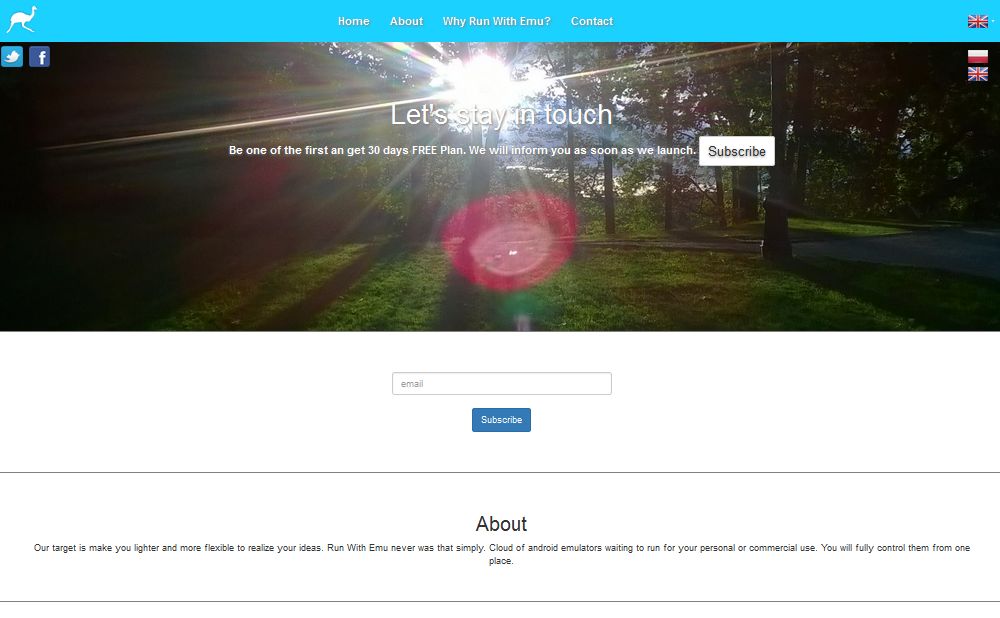 Home About Why Run With Emu? Contact
Let's stay in touch
Be one of the first an get 30 days FREE Plan. We will inform you as soon as we launch. Subscribe
email
Subscribe
About
Our target is make you lighter and more flexible to realize your ideas. Run With Emu never was that simply. Cloud of android emulators waiting to run for your personal or commercial use. You will fully control them from one
place.